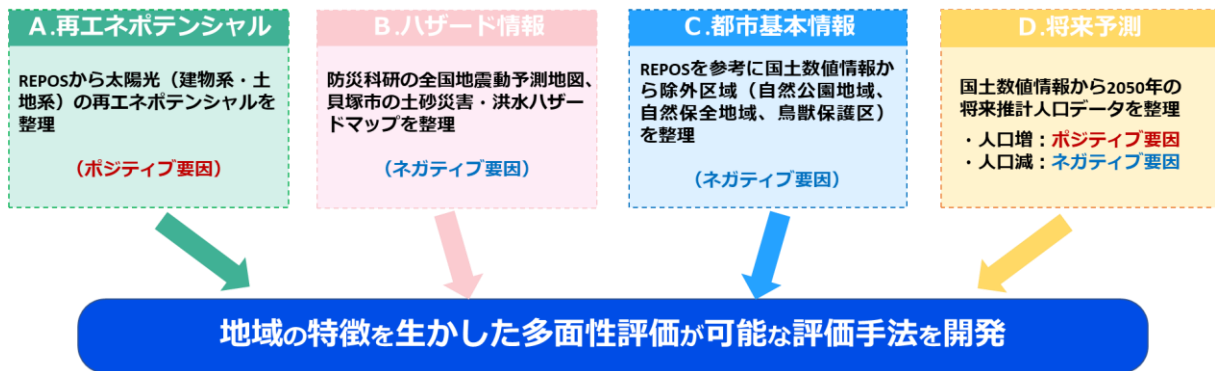 A.再エネポテンシャル
REPOSから太陽光（建物系・土
地系）の再エネポテンシャルを
整理
（ポジティブ要因）
B.ハザード情報
防災科研の全国地震動予測地図、
貝塚市の土砂災害・洪水ハザー
ドマップを整理
（ネガティブ要因）
C.都市基本情報
REPOSを参考に国土数値情報か
ら除外区域（自然公園地域、
自然保全地域、鳥獣保護区）
を整理
（ネガティブ要因）
D.将来予測
国土数値情報から2050年の
将来推計人口データを整理
・人口増：ポジティブ要因
・人口減：ネガティブ要因
地域の特徴を生かした多面性評価が可能な評価手法を開発